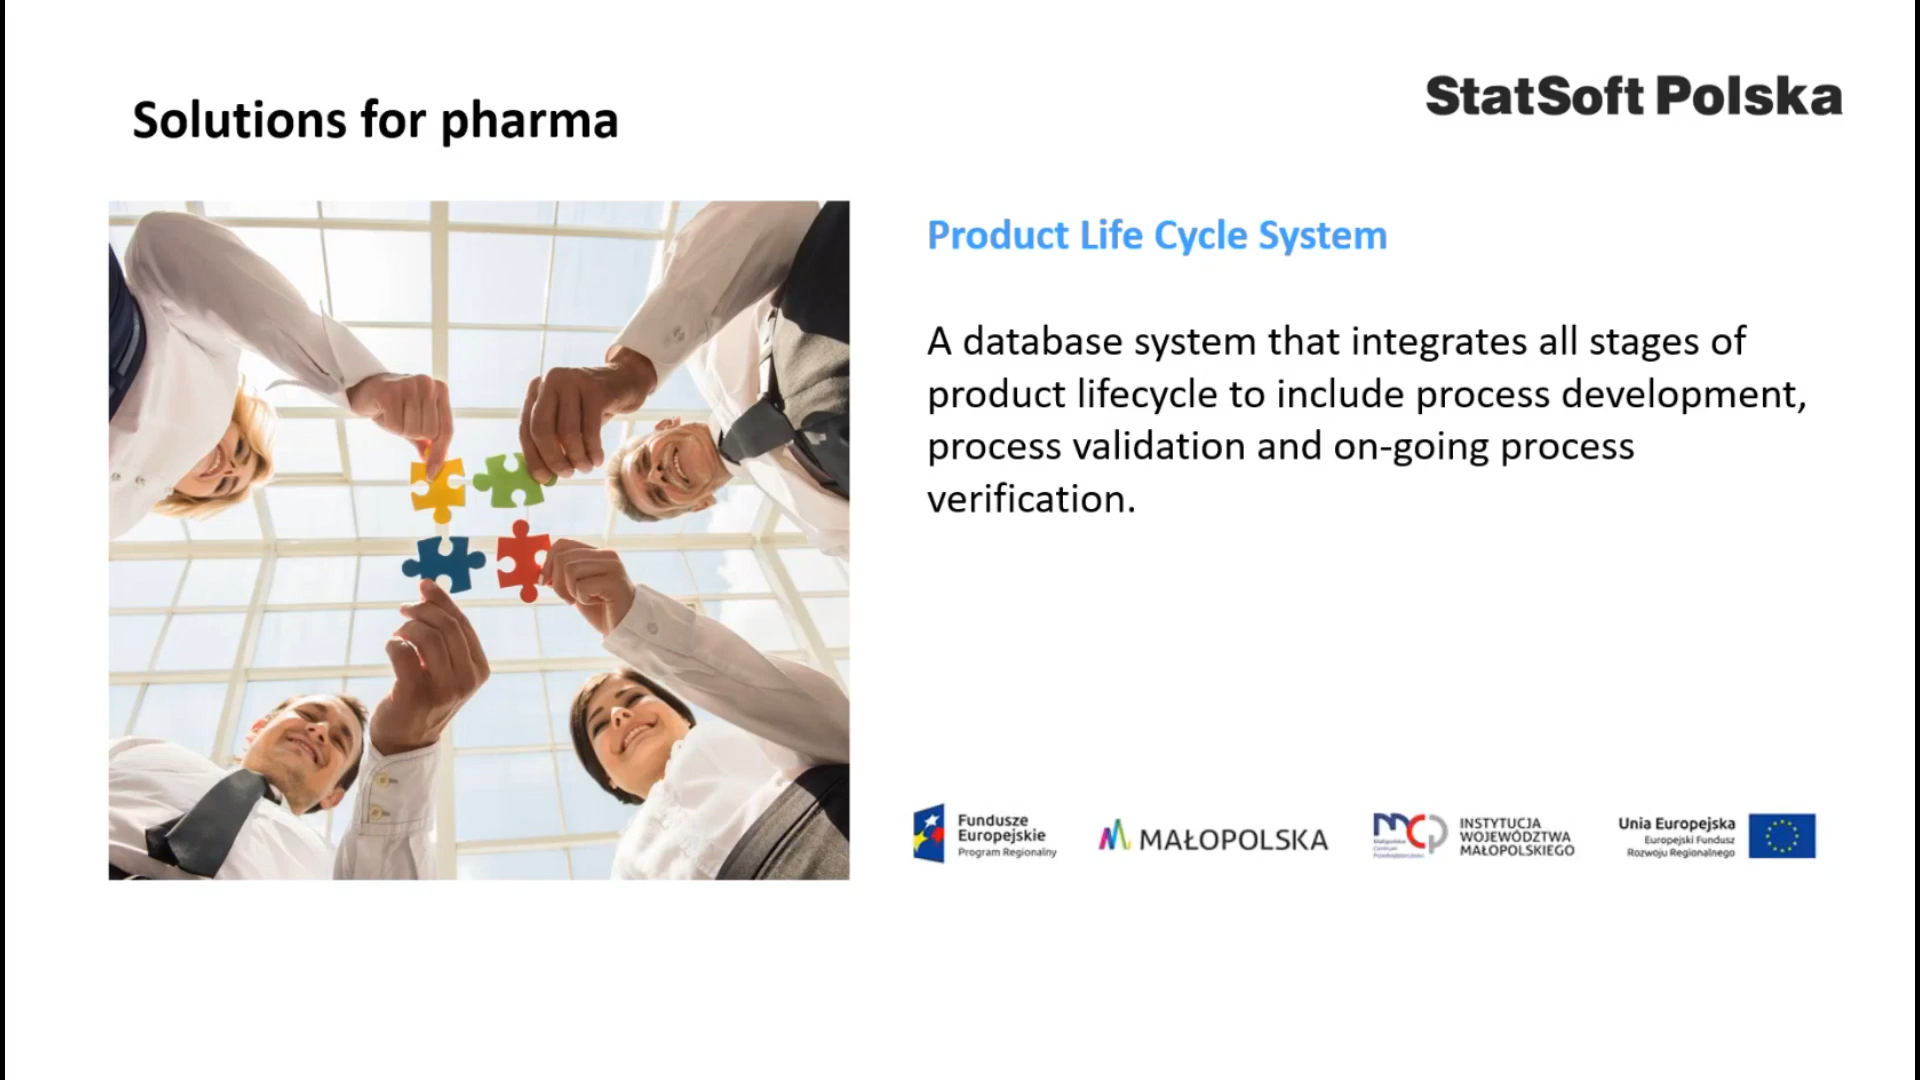 Solutions for pharma
StatSoft Polska
Product Life Cycle System
A database system that integrates all stages of
product lifecycle to include process development,
process validation and on-going process
verification.
Fundusze
Europejskie
Program Regionalny
MAŁOPOLSKA
INSTYTUCJA
WOJEWÓDZTWA
MAŁOPOLSKIEGO
Unia Europejska
Europejski Fundusz
Rozwoju Regionalnego